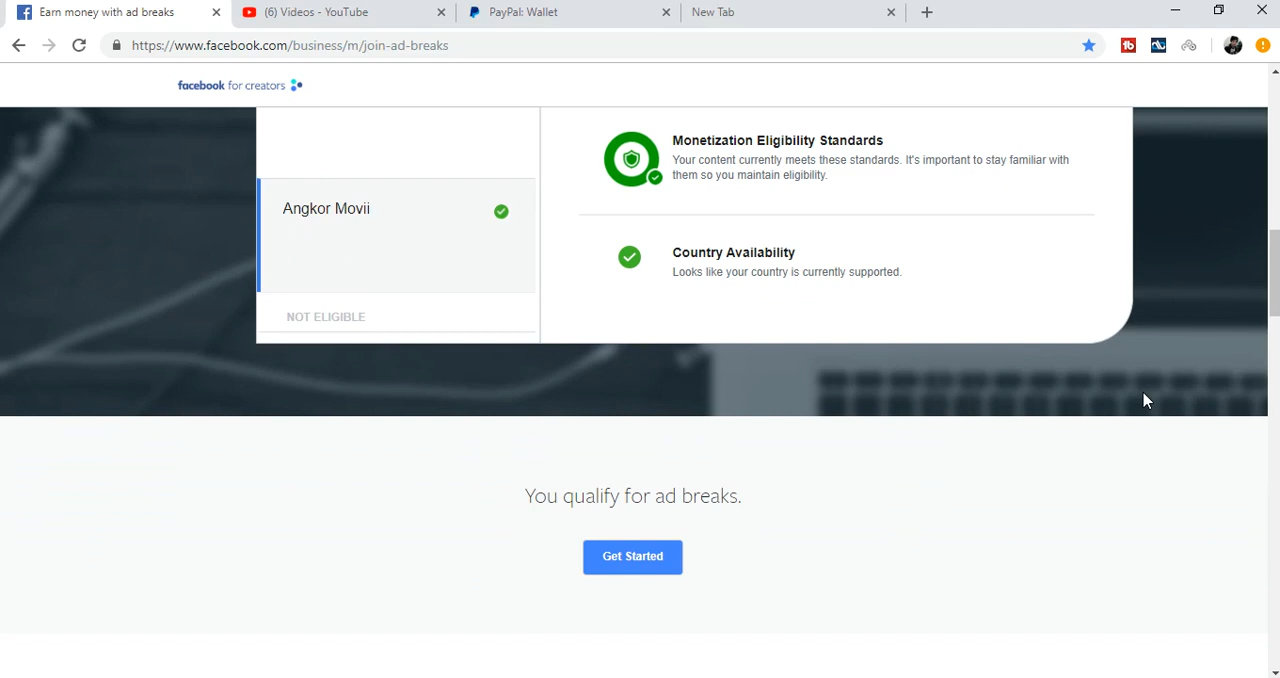 Earn money with ad breaks
(6) Videos - YouTube
PayPal: Wallet
New Tab
https://www.facebook.com/business/m/join-ad-breaks
facebook for creators
Angkor Movii
NOT ELIGIBLE
Monetization Eligibility Standards
Your content currently meets these standards. It's important to stay familiar with
them so you maintain eligibility.
Country Availability
Looks like your country is currently supported.
You qualify for ad breaks.
Get Started